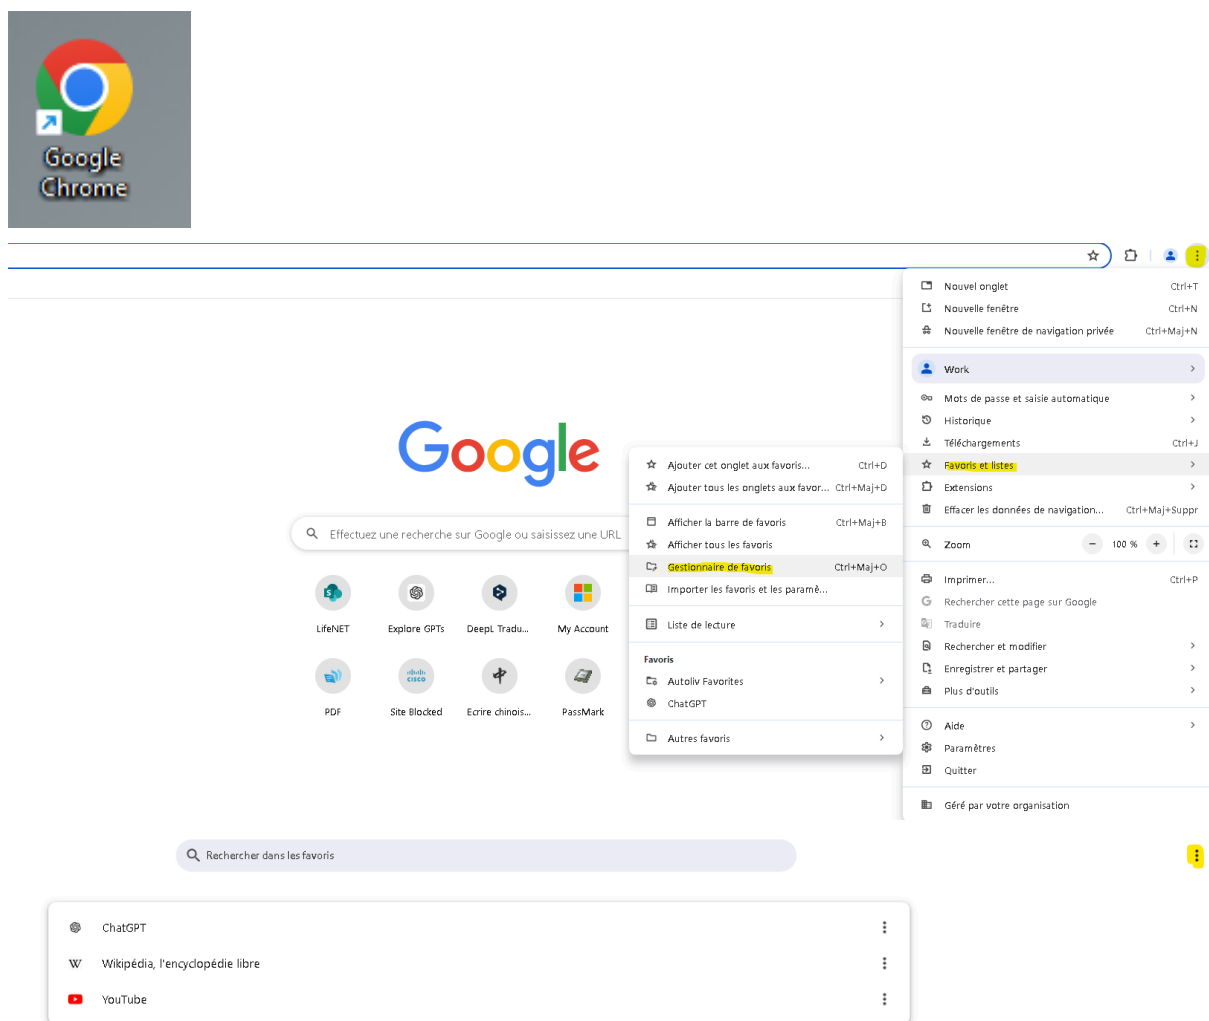 Google
Chrome
Nouvel onglet Ctrl+T
Nouvelle fenêtre Ctrl+N
Nouvelle fenêtre de navigation privée Ctrl+Maj+N
Work
Mots de passe et saisie automatique
Historique
Téléchargements Ctrl+J
Favoris et listes
Extensions
Effacer les données de navigation... Ctrl+Maj+Suppr
Zoom − 100 % +
Imprimer... Ctrl+P
Rechercher cette page sur Google
Traduire
Rechercher et modifier
Enregistrer et partager
Plus d'outils
Aide
Paramètres
Quitter
Géré par votre organisation
Ajouter cet onglet aux favoris... Ctrl+D
Ajouter tous les onglets aux favor... Ctrl+Maj+D
Afficher la barre de favoris Ctrl+Maj+B
Afficher tous les favoris
Gestionnaire de favoris Ctrl+Maj+O
Importer les favoris et les paramè...
Liste de lecture
Favoris
Autoliv Favorites
ChatGPT
Autres favoris
Google
Effectuez une recherche sur Google ou saisissez une URL
LifeNET Explore GPTs DeepL Tradu... My Account
PDF Site Blocked Ecrire chinois... PassMark
Rechercher dans les favoris
ChatGPT
Wikipédia, l'encyclopédie libre
YouTube